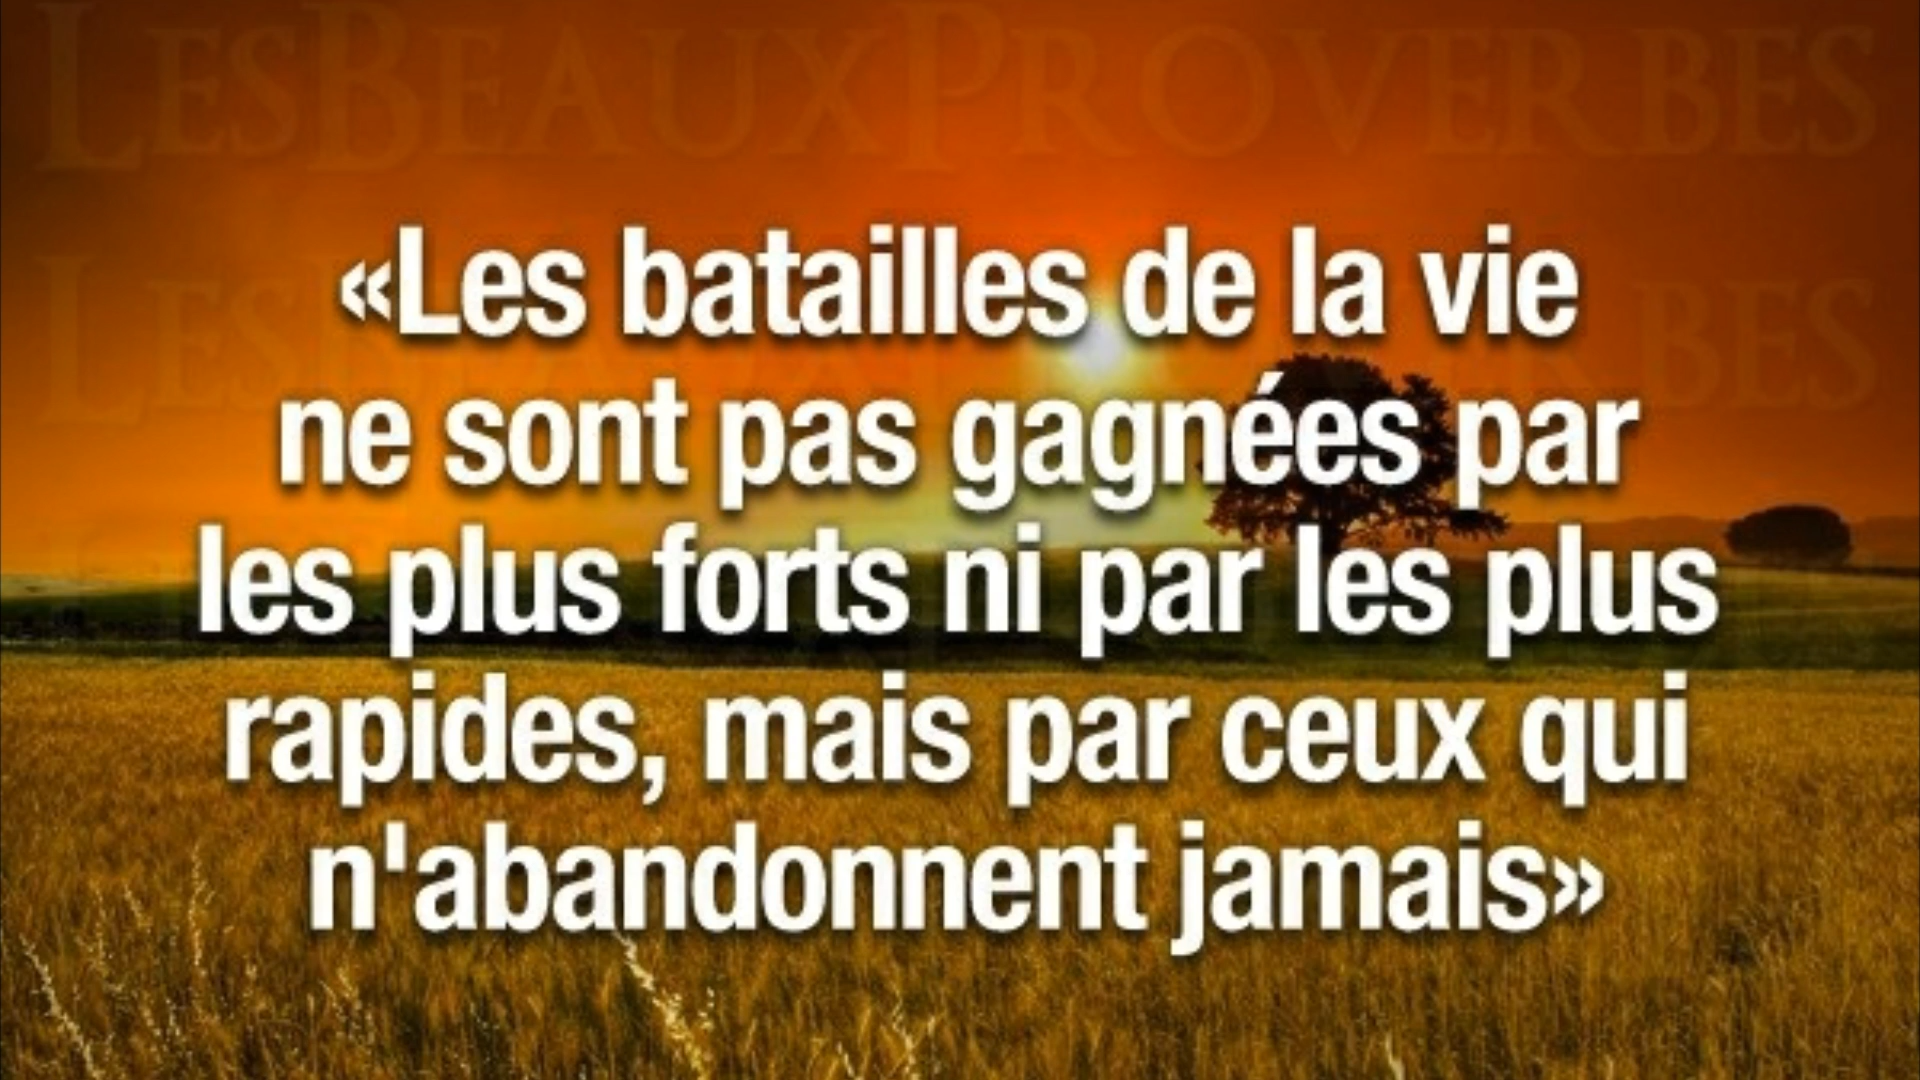 LESBEAUXPROVERBES
«Les batailles de la vie
ne sont pas gagnées par
les plus forts ni par les plus
rapides, mais par ceux qui
n'abandonnent jamais»